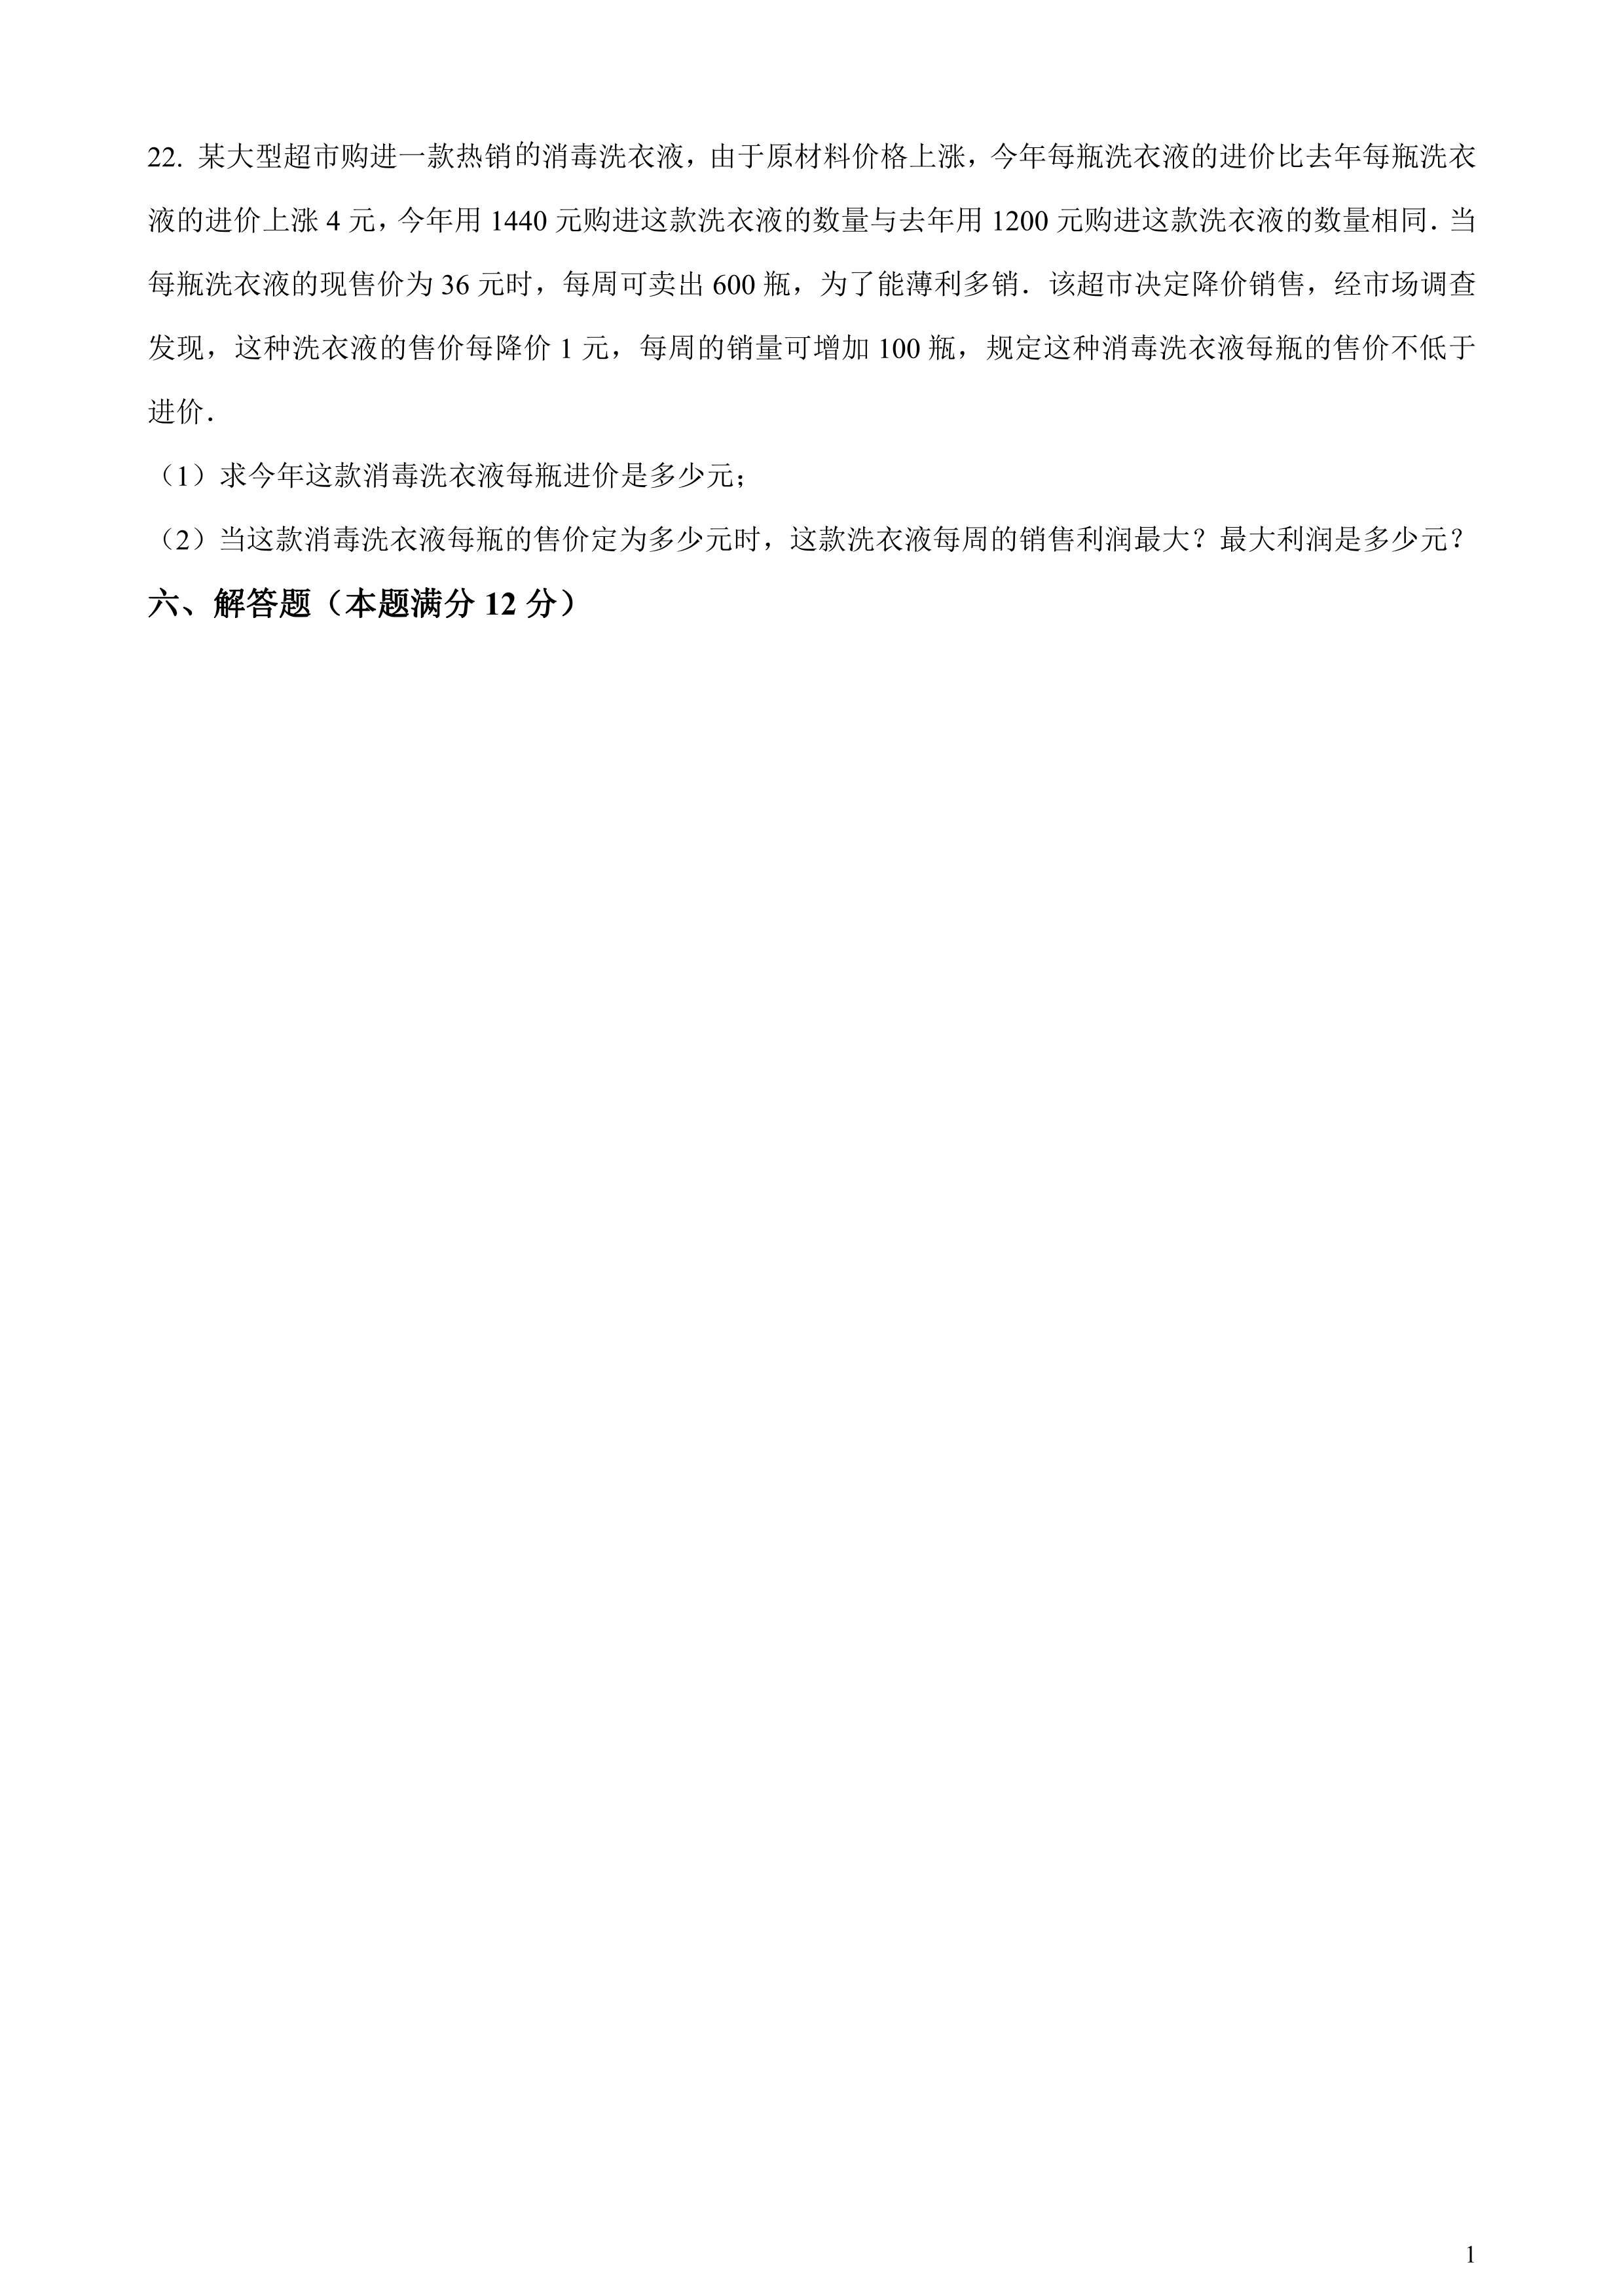 22. 某大型超市购进一款热销的消毒洗衣液，由于原材料价格上涨，今年每瓶洗衣液的进价比去年每瓶洗衣
液的进价上涨 4 元，今年用 1440 元购进这款洗衣液的数量与去年用 1200 元购进这款洗衣液的数量相同．当
每瓶洗衣液的现售价为 36 元时，每周可卖出 600 瓶，为了能薄利多销．该超市决定降价销售，经市场调查
发现，这种洗衣液的售价每降价 1 元，每周的销量可增加 100 瓶，规定这种消毒洗衣液每瓶的售价不低于
进价．
（1）求今年这款消毒洗衣液每瓶进价是多少元；
（2）当这款消毒洗衣液每瓶的售价定为多少元时，这款洗衣液每周的销售利润最大？最大利润是多少元？
六、解答题（本题满分 12 分）
1